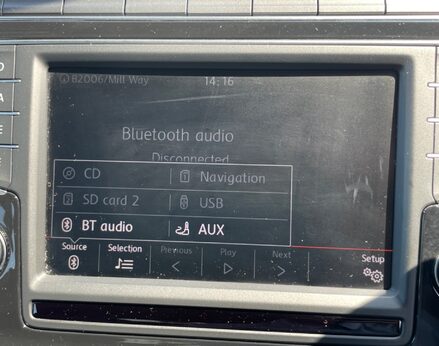 B2006/Mill Way
14:16
Bluetooth audio
Disconnected
CD
Navigation
SD card 2
USB
BT audio
AUX
Source
Selection
Previous
Play
Next
Setup